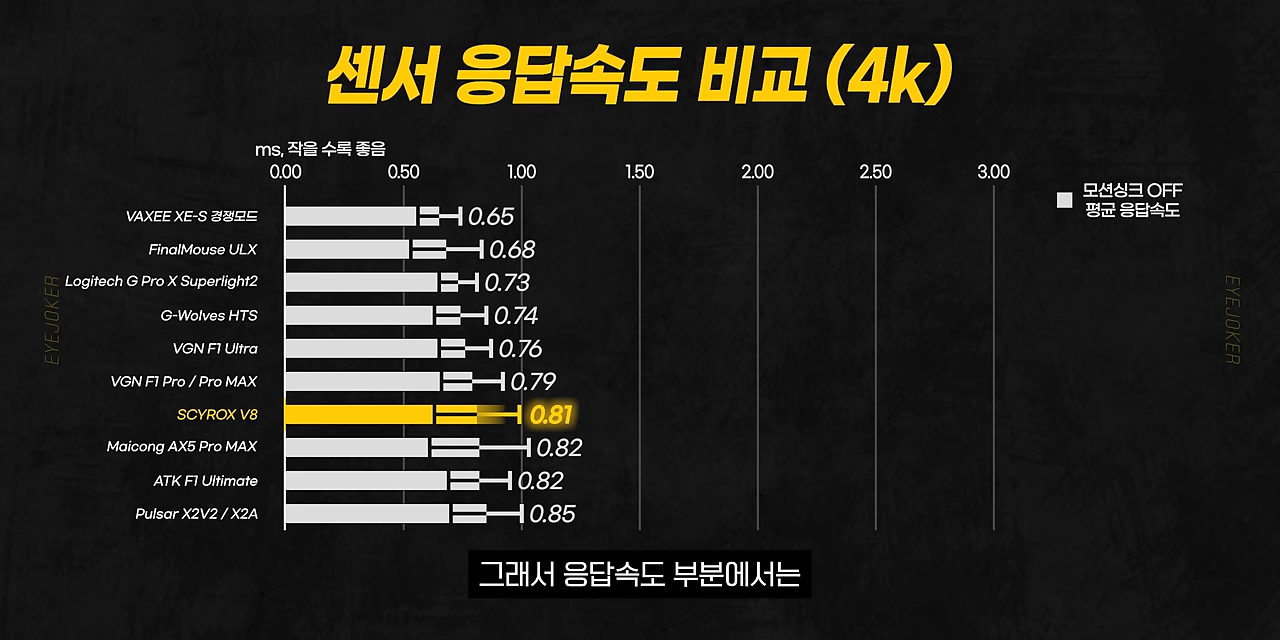 센서 응답속도 비교 (4k)
ms, 작을 수록 좋음
0.00 0.50 1.00 1.50 2.00 2.50 3.00
모션싱크 OFF
평균 응답속도
VAXEE XE-S 경쟁모드 0.65
FinalMouse ULX 0.68
Logitech G Pro X Superlight2 0.73
G-Wolves HTS 0.74
VGN F1 Ultra 0.76
VGN F1 Pro / Pro MAX 0.79
SCYROX V8 0.81
Maicong AX5 Pro MAX 0.82
ATK F1 Ultimate 0.82
Pulsar X2V2 / X2A 0.85
EYEJOKER
EYEJOKER
그래서 응답속도 부분에서는